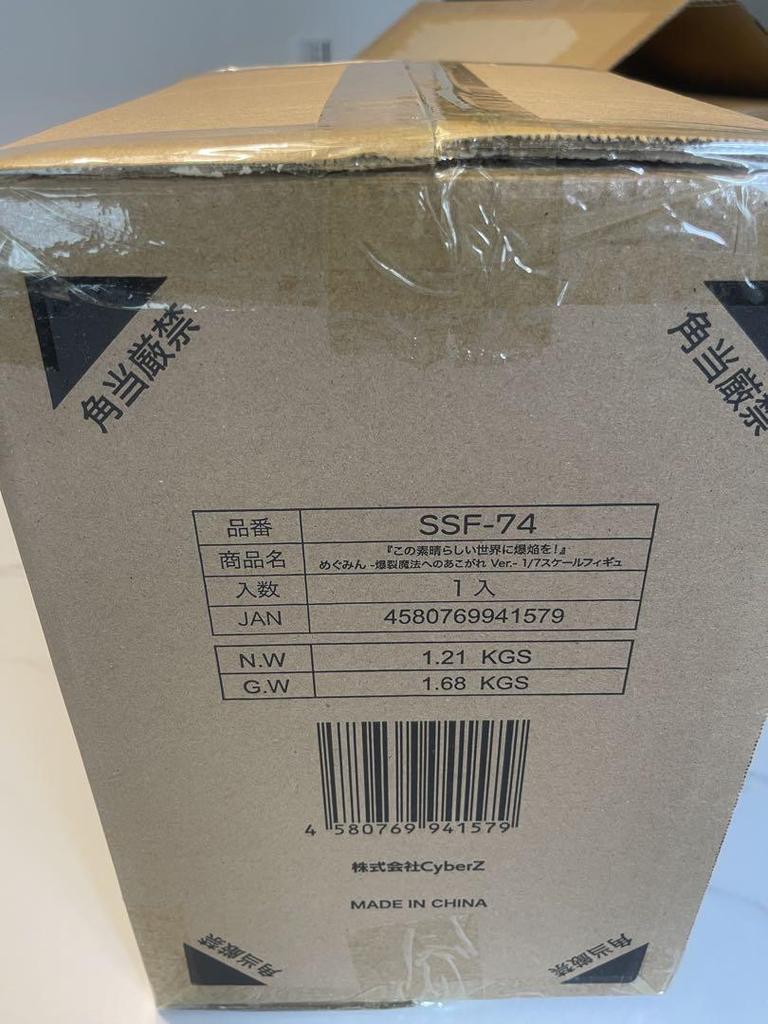 角当厳禁
角当厳禁
品番 SSF-74
商品名 『この素晴らしい世界に爆焔を!』
めぐみん -爆裂魔法へのあこがれ Ver.- 1/7スケールフィギュ
入数 1入
JAN 4580769941579
N.W 1.21 KGS
G.W 1.68 KGS
4 580769 941579
株式会社CyberZ
MADE IN CHINA
角当厳禁
角当厳禁